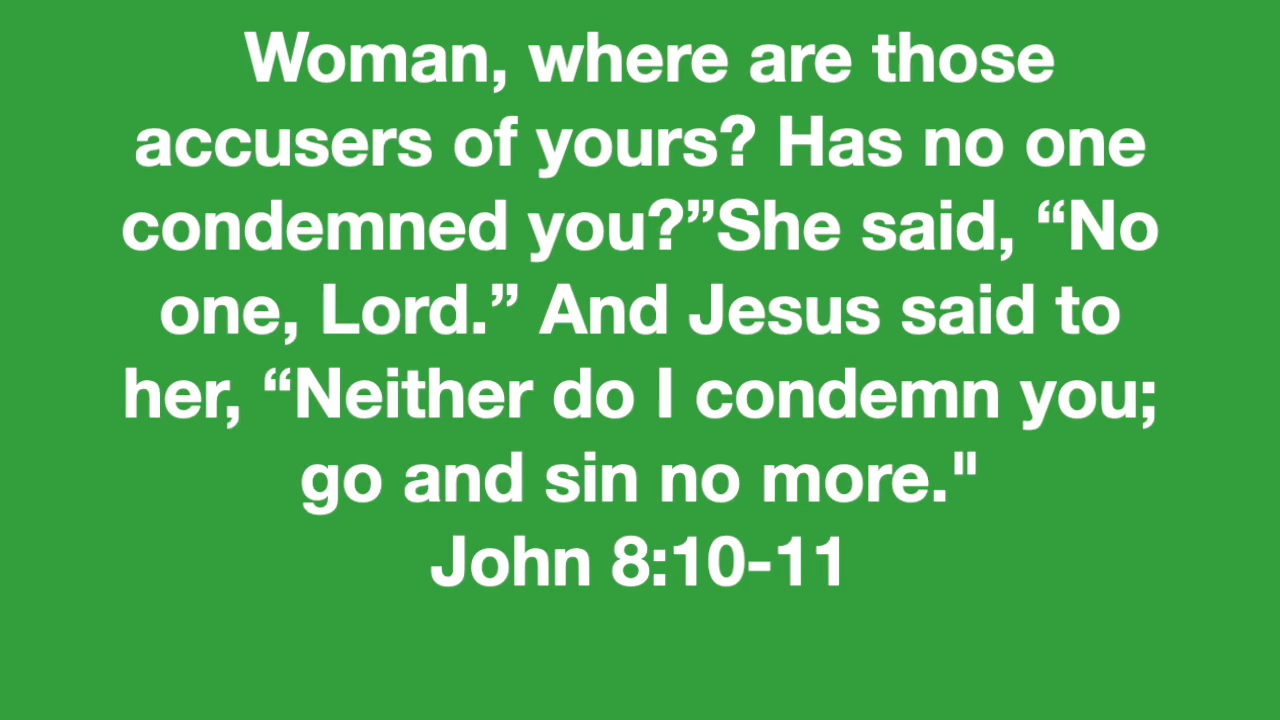 Woman, where are those
accusers of yours? Has no one
condemned you?”She said, “No
one, Lord.” And Jesus said to
her, “Neither do I condemn you;
go and sin no more."
John 8:10-11